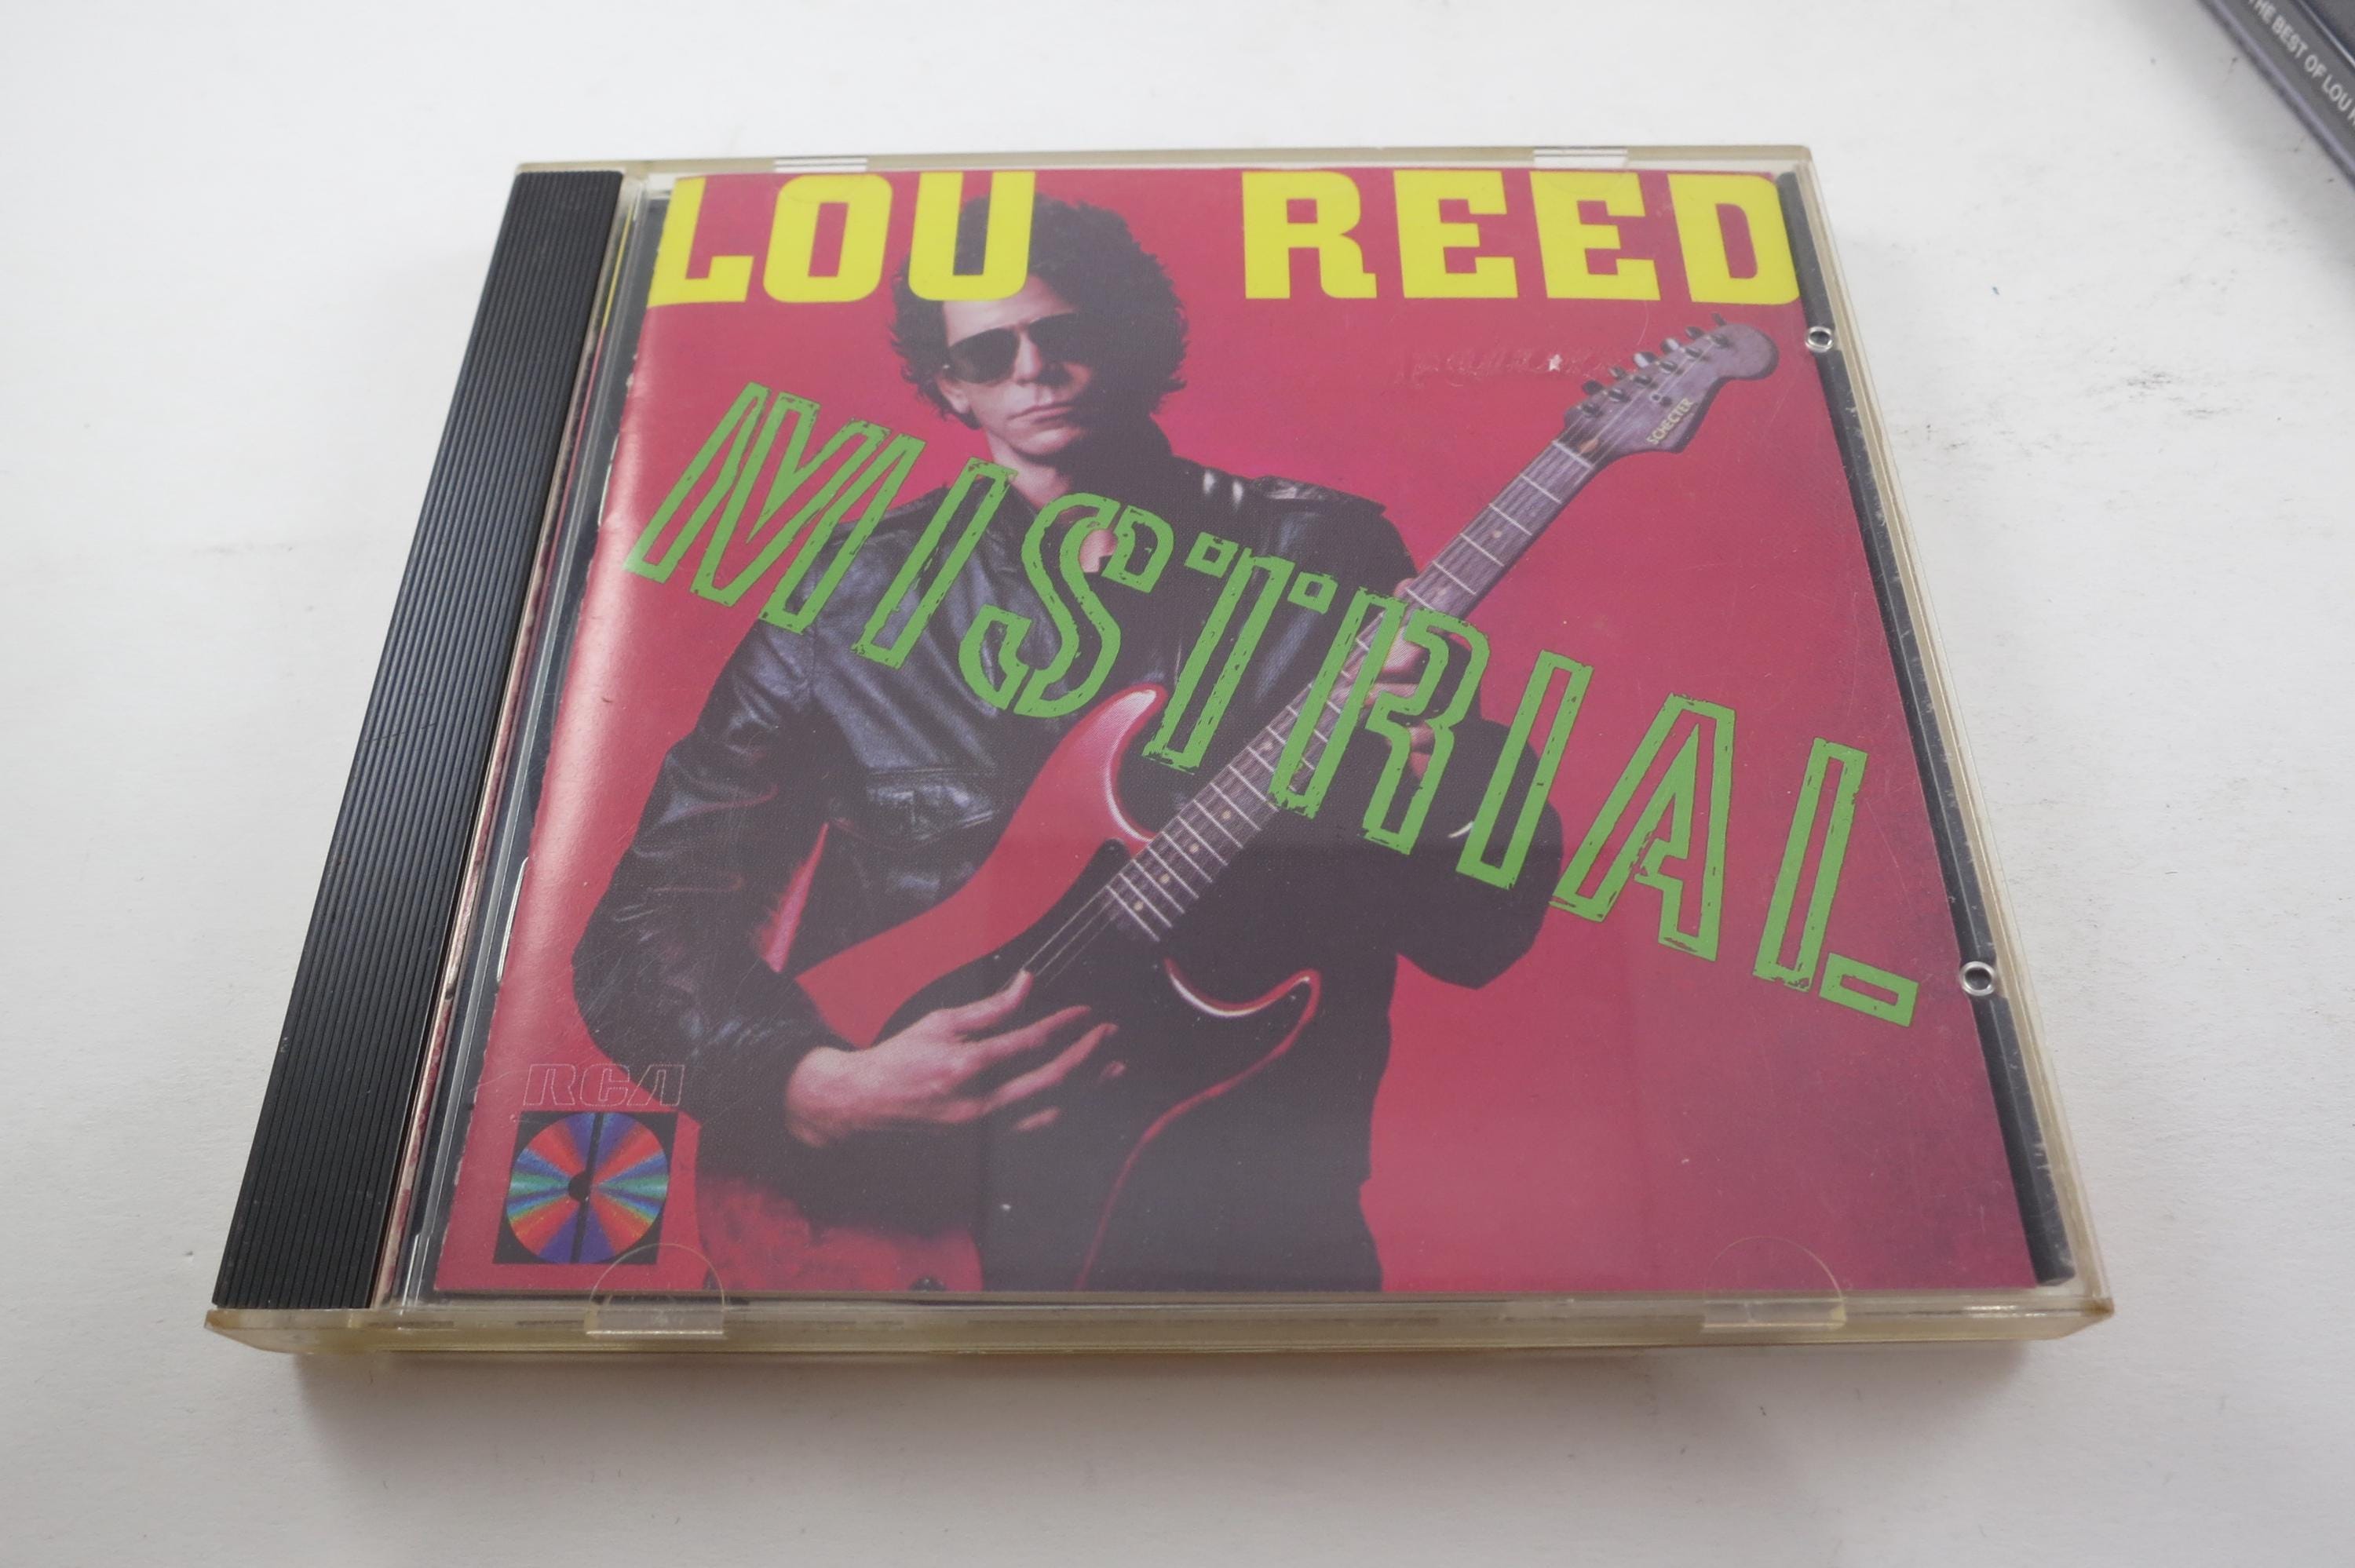 THE BEST OF LOU
LOU REED
SCHECTER
MISTRIAL
RCA